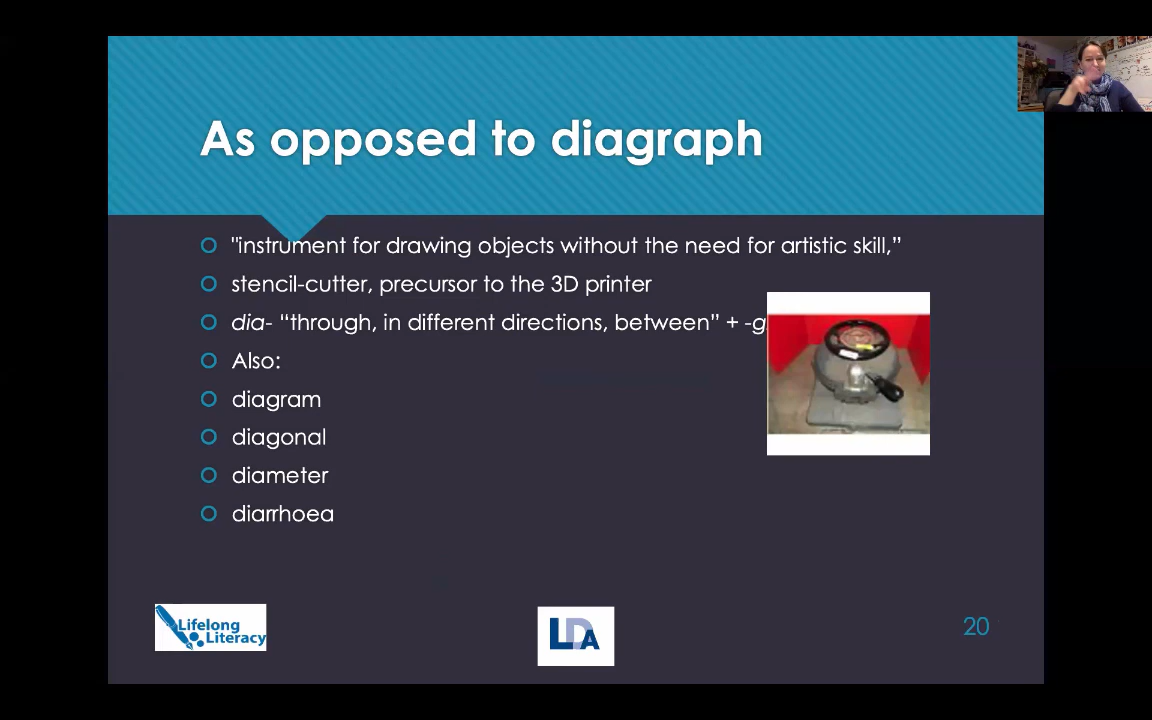 As opposed to diagraph
"instrument for drawing objects without the need for artistic skill,”
stencil-cutter, precursor to the 3D printer
dia- “through, in different directions, between” + -g
Also:
diagram
diagonal
diameter
diarrhoea
Lifelong
Literacy
LDA
20